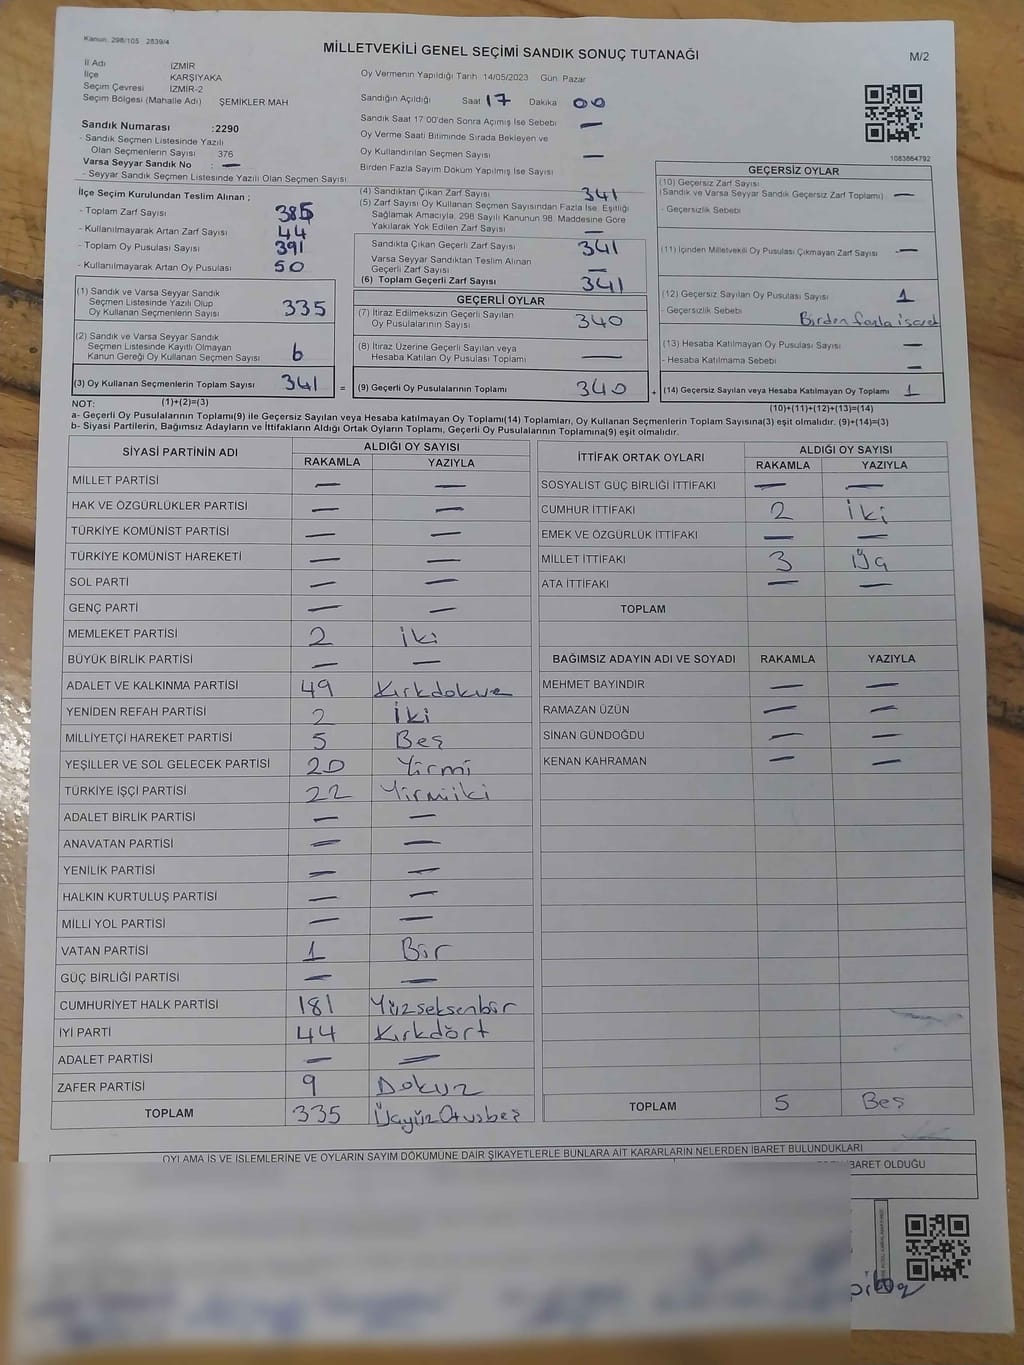 Kanun: 298/105 2839/4
MİLLETVEKİLİ GENEL SEÇİMİ SANDIK SONUÇ TUTANAĞI
M/2
İl Adı İZMİR
İlçe KARŞIYAKA
Seçim Çevresi İZMİR-2
Seçim Bölgesi (Mahalle Adı) ŞEMİKLER MAH
Sandık Numarası :2290
- Sandık Seçmen Listesinde Yazılı
Olan Seçmenlerin Sayısı 376
Varsa Seyyar Sandık No : —
- Seyyar Sandık Seçmen Listesinde Yazılı Olan Seçmen Sayısı
Oy Vermenin Yapıldığı Tarih 14/05/2023 Gün Pazar
Sandığın Açıldığı Saat 17 Dakika 00
Sandık Saat 17:00'den Sonra Açımış İse Sebebi —
Oy Verme Saati Bitiminde Sırada Bekleyen ve
Oy Kullandırılan Seçmen Sayısı —
Birden Fazla Sayım Döküm Yapılmış İse Sayısı
1083864792
İlçe Seçim Kurulundan Teslim Alınan ;
- Toplam Zarf Sayısı 385
- Kullanılmayarak Artan Zarf Sayısı 44
- Toplam Oy Pusulası Sayısı 391
- Kullanılmayarak Artan Oy Pusulası 50
(1) Sandık ve Varsa Seyyar Sandık
Seçmen Listesinde Yazılı Olup
Oy Kullanan Seçmenlerin Sayısı 335
(2) Sandık ve Varsa Seyyar Sandık
Seçmen Listesinde Kayıtlı Olmayan
Kanun Gereği Oy Kullanan Seçmen Sayısı 6
(3) Oy Kullanan Seçmenlerin Toplam Sayısı 341 =
(1)+(2)=(3)
(4) Sandıktan Çıkan Zarf Sayısı 341
(5) Zarf Sayısı Oy Kullanan Seçmen Sayısından Fazla İse, Eşitliği
Sağlamak Amacıyla, 298 Sayılı Kanunun 98. Maddesine Göre
Yakılarak Yok Edilen Zarf Sayısı —
Sandıkta Çıkan Geçerli Zarf Sayısı 341
Varsa Seyyar Sandıktan Teslim Alınan
Geçerli Zarf Sayısı —
(6) Toplam Geçerli Zarf Sayısı 341
GEÇERLİ OYLAR
(7) İtiraz Edilmeksizin Geçerli Sayılan
Oy Pusulalarının Sayısı 340
(8) İtiraz Üzerine Geçerli Sayılan veya
Hesaba Katılan Oy Pusulası Toplamı —
(9) Geçerli Oy Pusulalarının Toplamı 340 +
GEÇERSİZ OYLAR
(10) Geçersiz Zarf Sayısı
(Sandık ve Varsa Seyyar Sandık Geçersiz Zarf Toplamı) —
- Geçersizlik Sebebi
(11) İçinden Milletvekili Oy Pusulası Çıkmayan Zarf Sayısı —
(12) Geçersiz Sayılan Oy Pusulası Sayısı 1
- Geçersizlik Sebebi Birden fazla işaret
(13) Hesaba Katılmayan Oy Pusulası Sayısı —
- Hesaba Katılmama Sebebi —
(14) Geçersiz Sayılan veya Hesaba Katılmayan Oy Toplamı 1
(10)+(11)+(12)+(13)=(14)
NOT:
a- Geçerli Oy Pusulalarının Toplamı(9) ile Geçersiz Sayılan veya Hesaba Katılmayan Oy Toplamı(14) Toplamları, Oy Kullanan Seçmenlerin Toplam Sayısına(3) eşit olmalıdır. (9)+(14)=(3)
b- Siyasi Partilerin, Bağımsız Adayların ve İttifakların Aldığı Ortak Oyların Toplamı, Geçerli Oy Pusulalarının Toplamına(9) eşit olmalıdır.
SİYASİ PARTİNİN ADI ALDIĞI OY SAYISI
RAKAMLA YAZIYLA
MİLLET PARTİSİ — —
HAK VE ÖZGÜRLÜKLER PARTİSİ — —
TÜRKİYE KOMÜNİST PARTİSİ — —
TÜRKİYE KOMÜNİST HAREKETİ — —
SOL PARTİ — —
GENÇ PARTİ — —
MEMLEKET PARTİSİ 2 İki
BÜYÜK BİRLİK PARTİSİ — —
ADALET VE KALKINMA PARTİSİ 49 Kırkdokuz
YENİDEN REFAH PARTİSİ 2 İki
MİLLİYETÇİ HAREKET PARTİSİ 5 Beş
YEŞİLLER VE SOL GELECEK PARTİSİ 20 Yirmi
TÜRKİYE İŞÇİ PARTİSİ 22 Yirmiiki
ADALET BİRLİK PARTİSİ — —
ANAVATAN PARTİSİ — —
YENİLİK PARTİSİ — —
HALKIN KURTULUŞ PARTİSİ — —
MİLLİ YOL PARTİSİ — —
VATAN PARTİSİ 1 Bir
GÜÇ BİRLİĞİ PARTİSİ — —
CUMHURİYET HALK PARTİSİ 181 Yüzseksenbir
İYİ PARTİ 44 Kırkdört
ADALET PARTİSİ — —
ZAFER PARTİSİ 9 Dokuz
TOPLAM 335 Üçyüzotuzbeş
İTTİFAK ORTAK OYLARI ALDIĞI OY SAYISI
RAKAMLA YAZIYLA
SOSYALİST GÜÇ BİRLİĞİ İTTİFAKI — —
CUMHUR İTTİFAKI 2 İki
EMEK VE ÖZGÜRLÜK İTTİFAKI — —
MİLLET İTTİFAKI 3 Üç
ATA İTTİFAKI — —
TOPLAM
BAĞIMSIZ ADAYIN ADI VE SOYADI RAKAMLA YAZIYLA
MEHMET BAYINDIR — —
RAMAZAN ÜZÜN — —
SİNAN GÜNDOĞDU — —
KENAN KAHRAMAN — —
TOPLAM 5 Beş
OYLAMA İŞ VE İŞLEMLERİNE VE OYLARIN SAYIM DÖKÜMÜNE DAİR ŞİKAYETLERLE BUNLARA AİT KARARLARIN NELERDEN İBARET BULUNDUKLARI
İBARET OLDUĞU